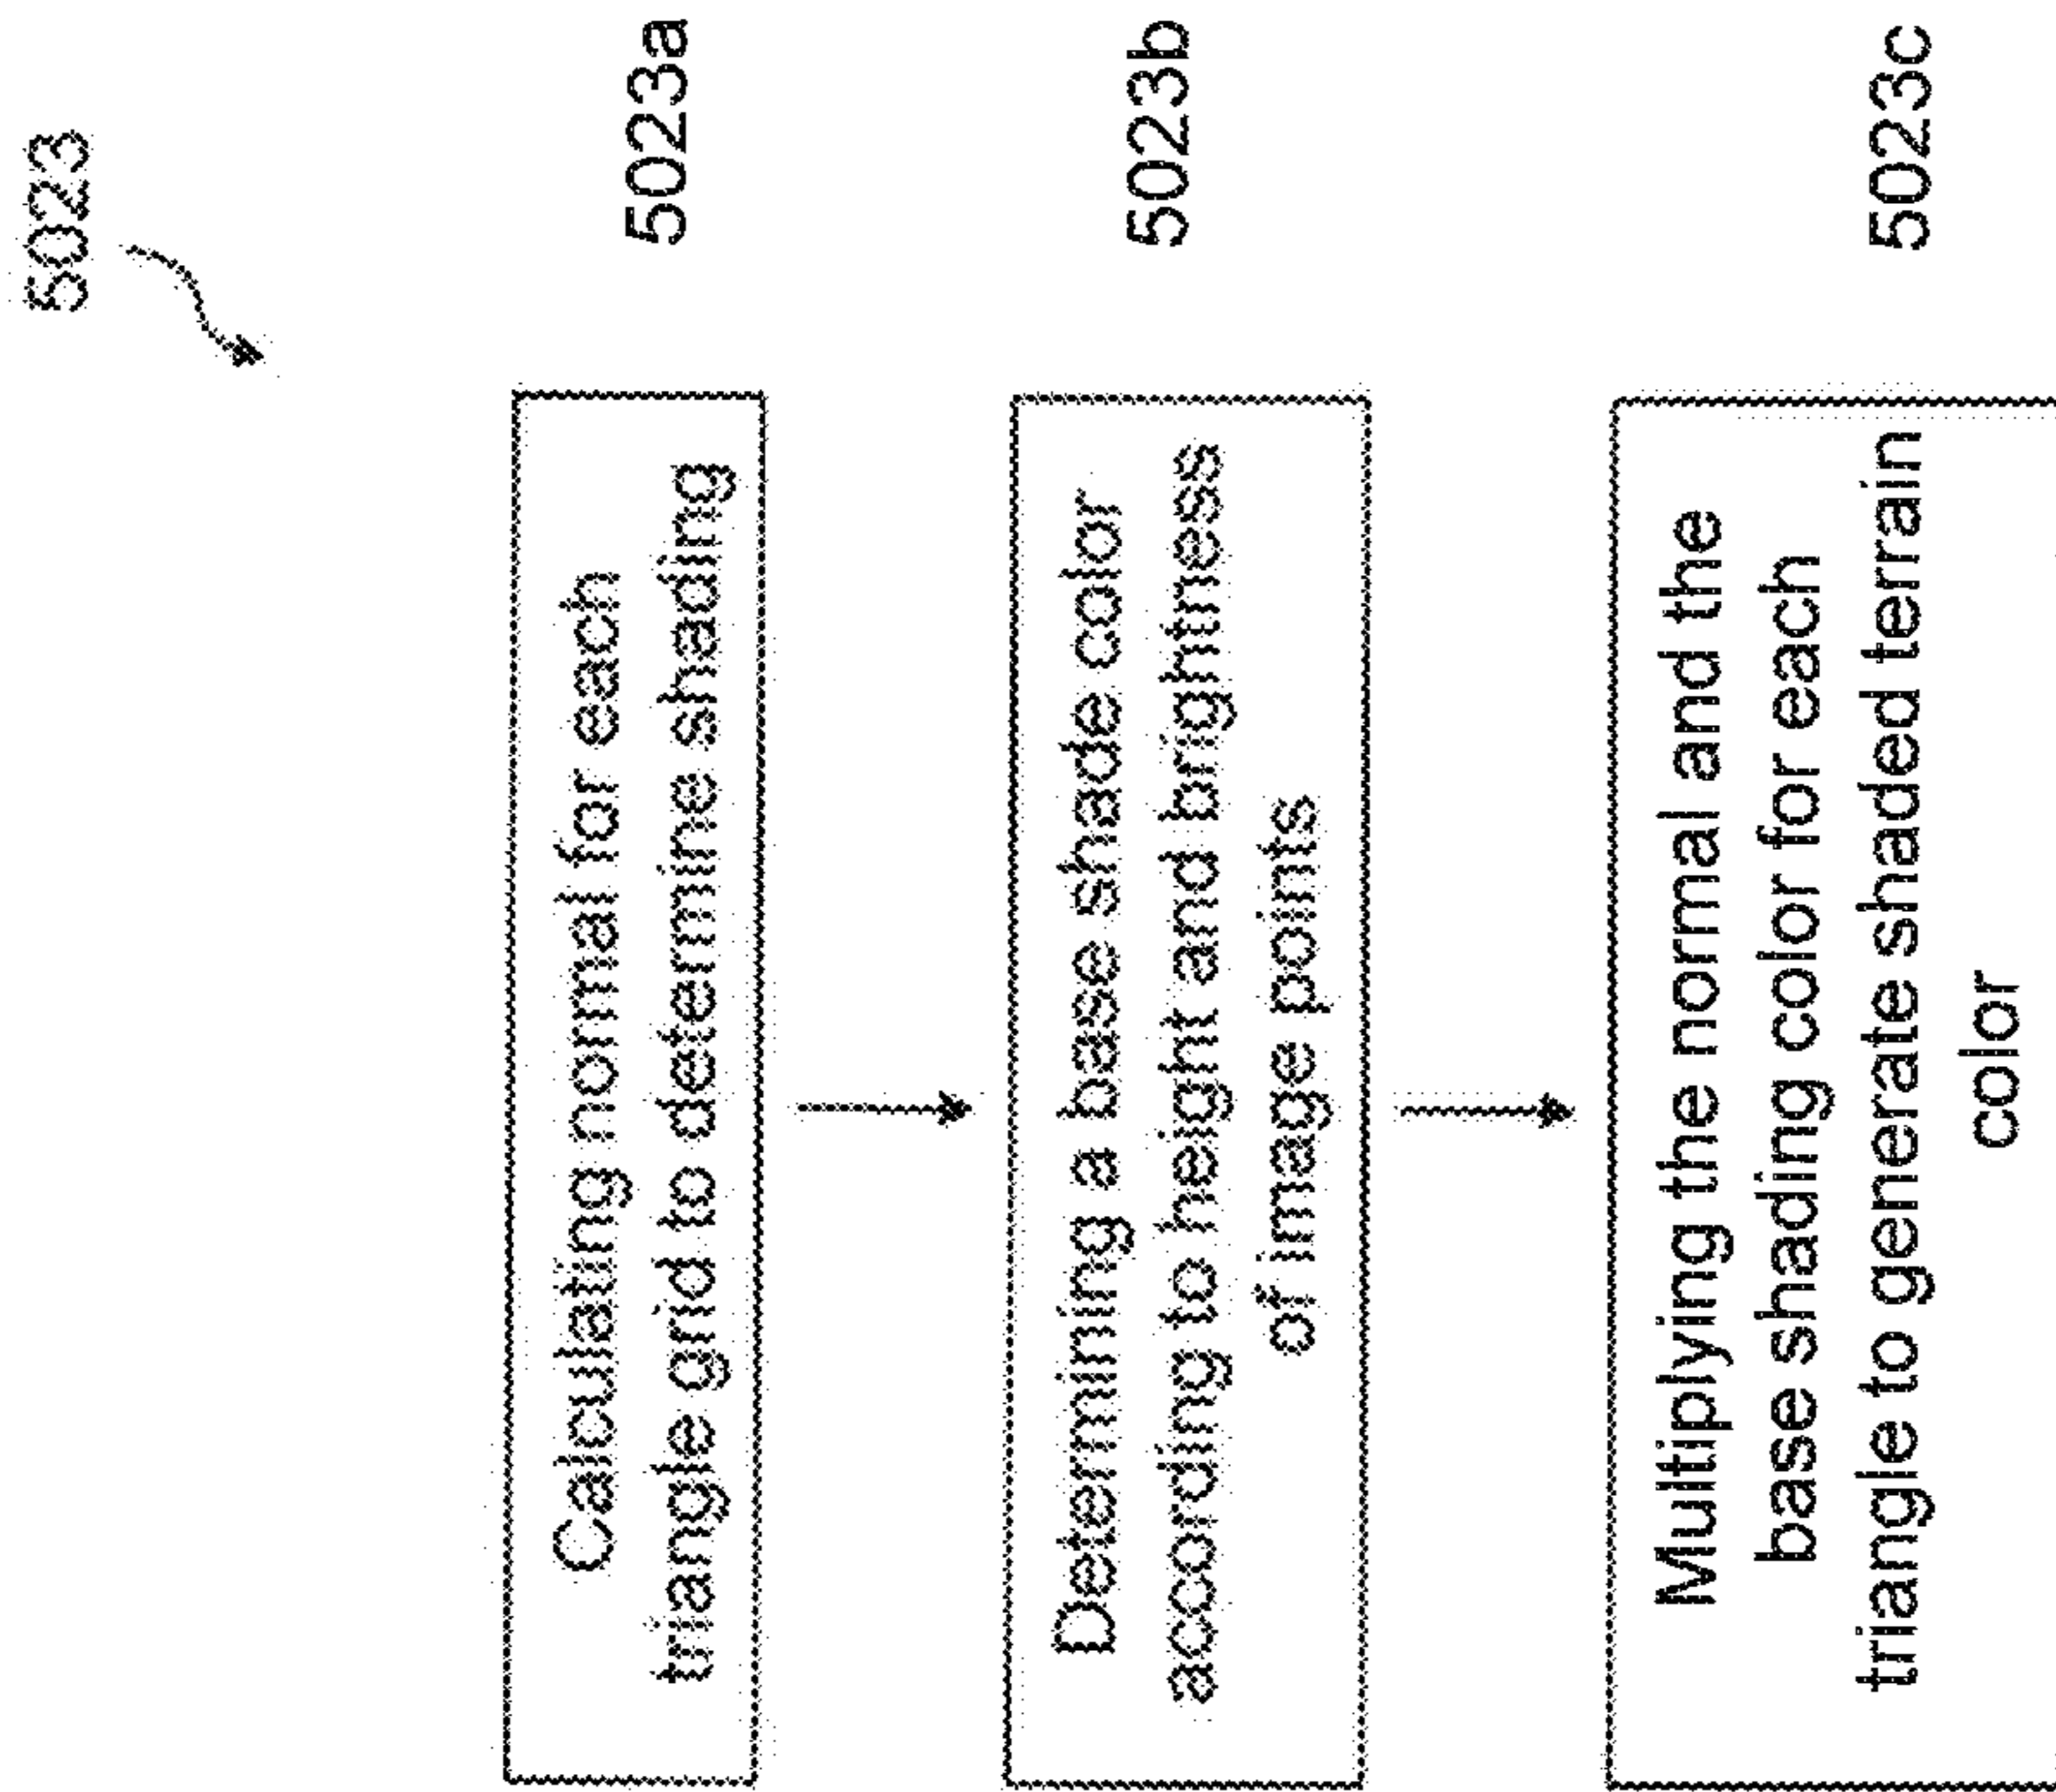 5023
Calculating normal for each
triangle grid to determine shading
5023a
Determining a base shade color
according to height and brightness
of image points
5023b
Multiplying the normal and the
base shading color for each
triangle to generate shaded terrain
color
5023c